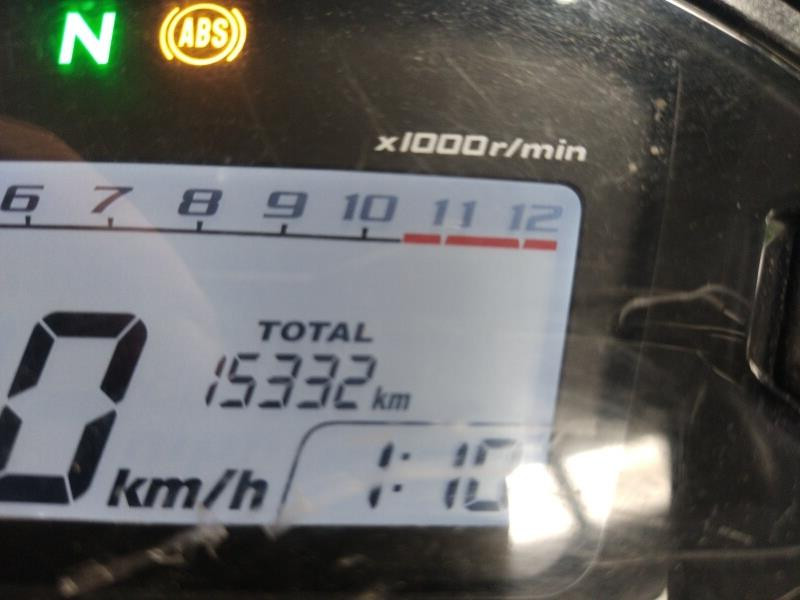 N ABS
x1000r/min
6 7 8 9 10 11 12
TOTAL
15332 km
0 km/h
1:10